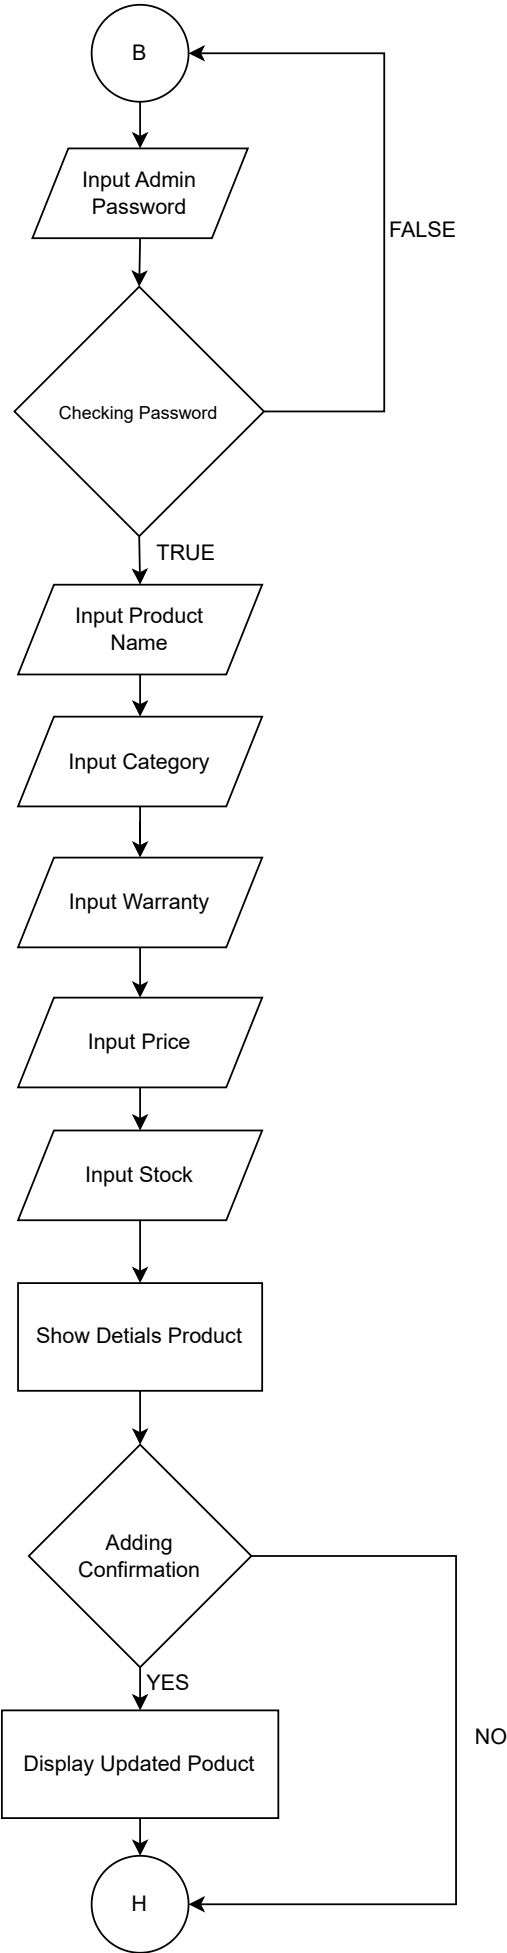 B
Input Admin
Password
FALSE
Checking Password
TRUE
Input Product
Name
Input Category
Input Warranty
Input Price
Input Stock
Show Detials Product
Adding
Confirmation
YES
NO
Display Updated Poduct
H